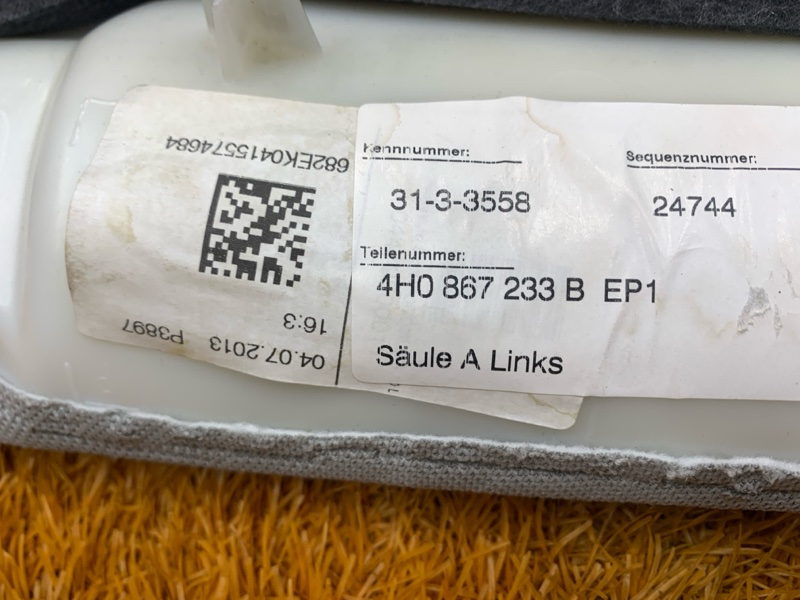 Kennnummer:
31-3-3558
Sequenznummer:
24744
Teilenummer:
4H0 867 233 B EP1
Säule A Links
682EK0415574684
16:3
04.07.2013 P3897